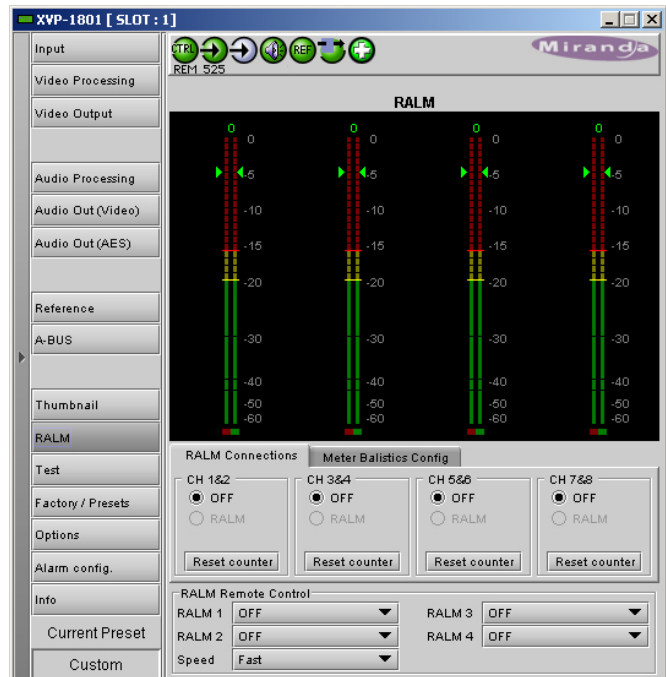 XVP-1801 [ SLOT : 1]
Input
Video Processing
Video Output
Audio Processing
Audio Out (Video)
Audio Out (AES)
Reference
A-BUS
Thumbnail
RALM
Test
Factory / Presets
Options
Alarm config.
Info
Current Preset
Custom
CTRL REF
REM 525
Miranda
RALM
0 0 0 0
0 0 0 0
-5 -5 -5 -5
-10 -10 -10 -10
-15 -15 -15 -15
-20 -20 -20 -20
-30 -30 -30 -30
-40 -40 -40 -40
-50 -50 -50 -50
-60 -60 -60 -60
RALM Connections Meter Balistics Config
CH 1&2 CH 3&4 CH 5&6 CH 7&8
OFF OFF OFF OFF
RALM RALM RALM RALM
Reset counter Reset counter Reset counter Reset counter
RALM Remote Control
RALM 1 OFF RALM 3 OFF
RALM 2 OFF RALM 4 OFF
Speed Fast